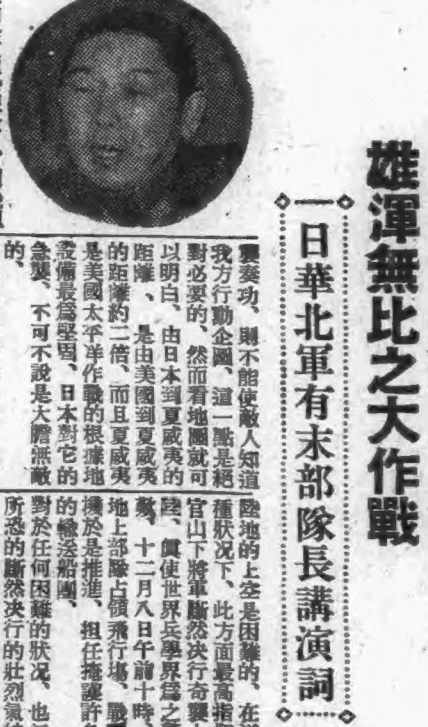 雄渾無比之大作戰
日華北軍有末部隊長講演詞
襲奏功、則不能使敵人知道
我方行動企圖、這一點是絕
對必要的、然而看地圖就可
以明白、由日本到夏威夷的
距離、是由美國到夏威夷
的距離約二倍、而且夏威夷
是美國太平洋作戰的根據地
設備最爲堅固、日本對它的
急襲、不可不說是大膽無敵
的、
陸地的上空是困難的、在
種狀況下、此方面最高指
官山下將軍斷然決行奇襲
陸、眞使世界兵學界爲之
歎、十二月八日午前十時
地上部隊占領飛行場、戰
機於是推進、担任掩護許
的輸送船團、
對於任何困難的狀況、也
所恐的斷然决行的壯烈氣